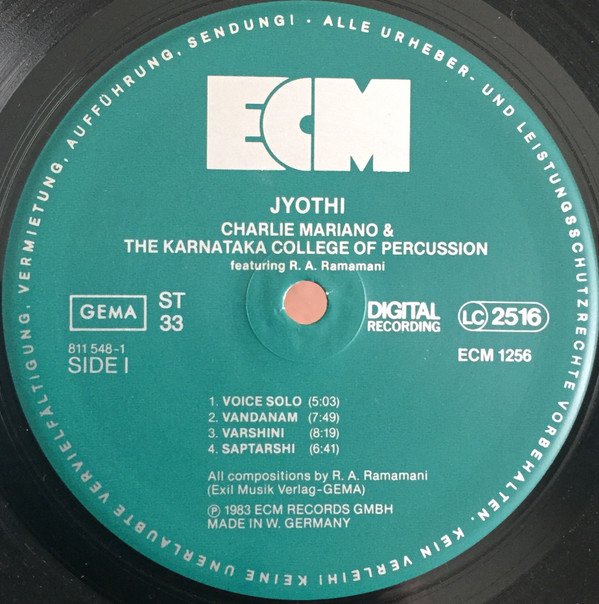 ALLE URHEBER- UND LEISTUNGSSCHUTZRECHTE VORBEHALTEN. KEIN VERLEIH! KEINE UNERLAUBTE VERVIELFÄLTIGUNG, VERMIETUNG, AUFFÜHRUNG, SENDUNG! ·
ECM
JYOTHI
CHARLIE MARIANO &
THE KARNATAKA COLLEGE OF PERCUSSION
featuring R. A. Ramamani
GEMA
ST
33
DIGITAL
RECORDING
LC 2516
811 548-1
SIDE I
ECM 1256
1. VOICE SOLO (5:03)
2. VANDANAM (7:49)
3. VARSHINI (8:19)
4. SAPTARSHI (6:41)
All compositions by R. A. Ramamani
(Exil Musik Verlag-GEMA)
Ⓟ 1983 ECM RECORDS GMBH
MADE IN W. GERMANY